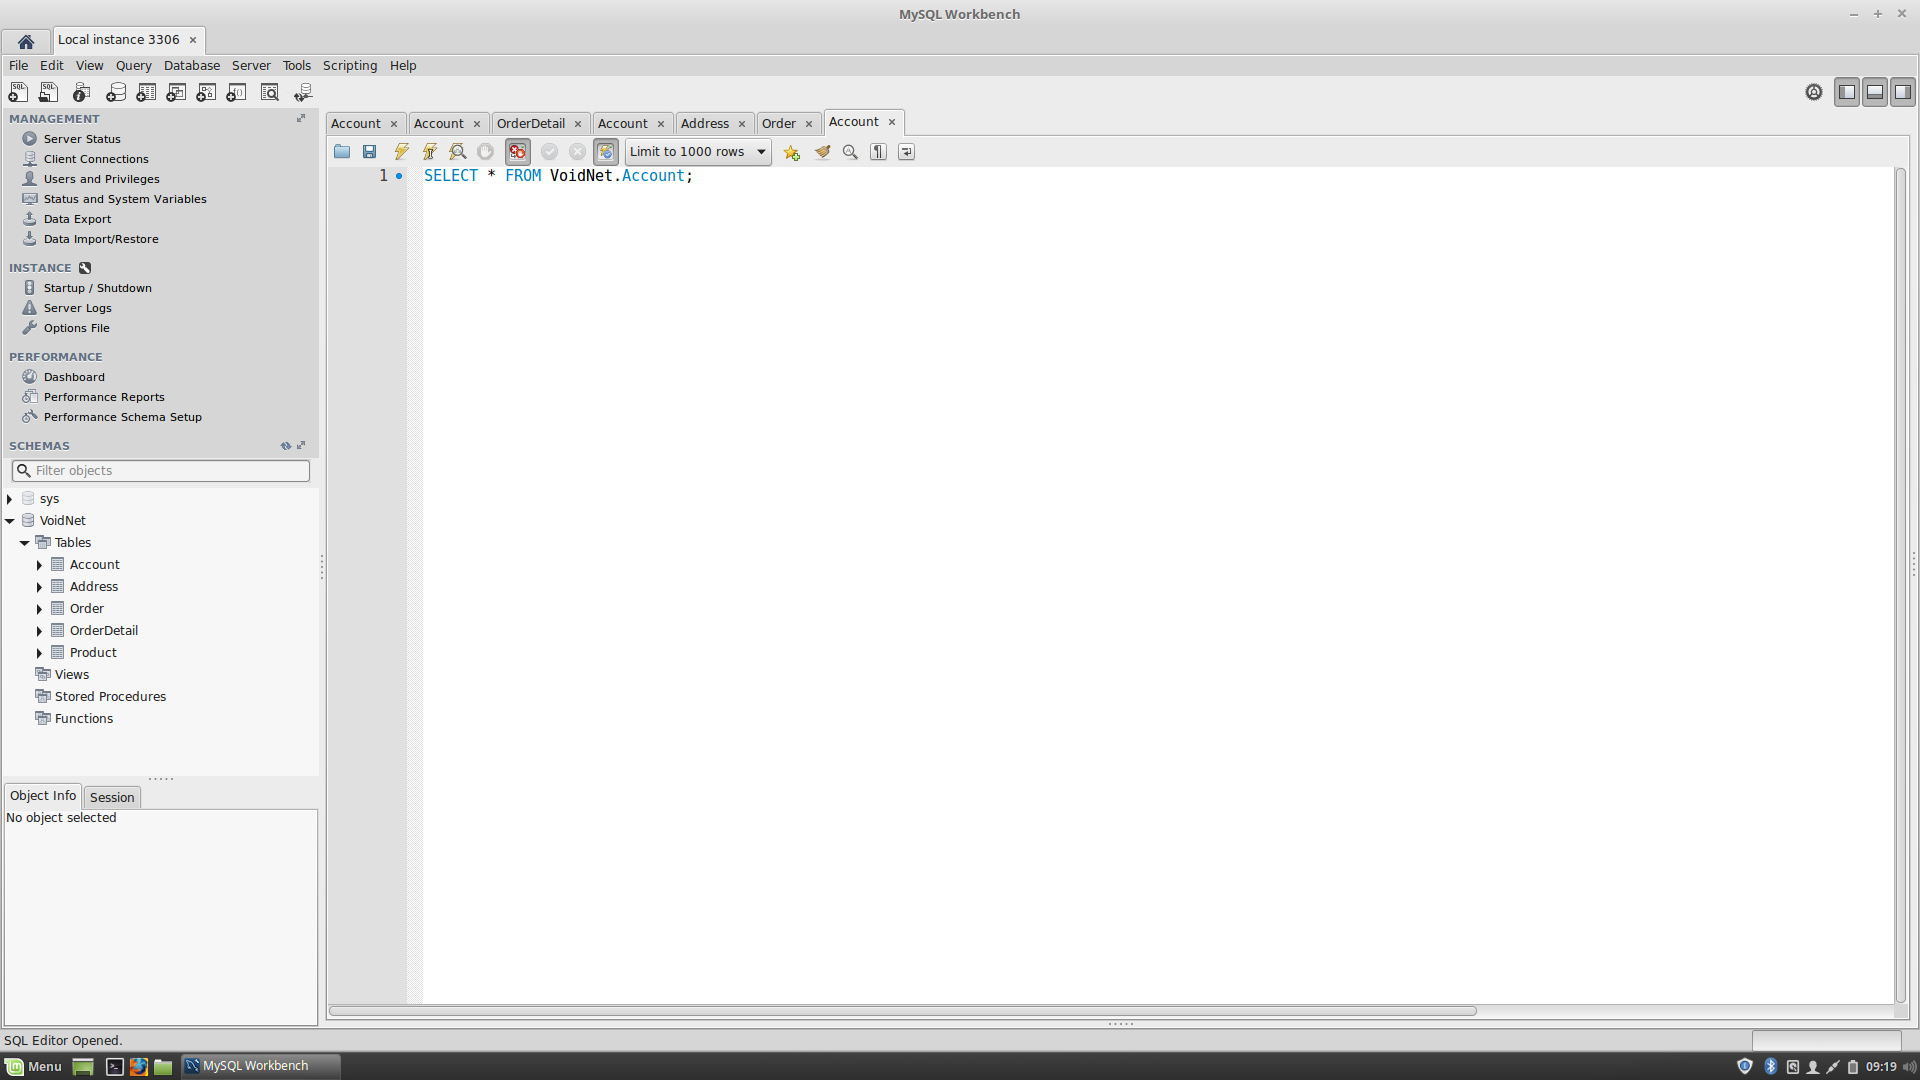 MySQL Workbench
Local instance 3306
File Edit View Query Database Server Tools Scripting Help
MANAGEMENT
Server Status
Client Connections
Users and Privileges
Status and System Variables
Data Export
Data Import/Restore
INSTANCE
Startup / Shutdown
Server Logs
Options File
PERFORMANCE
Dashboard
Performance Reports
Performance Schema Setup
SCHEMAS
Filter objects
sys
VoidNet
Tables
Account
Address
Order
OrderDetail
Product
Views
Stored Procedures
Functions
Object Info Session
No object selected
Account Account OrderDetail Account Address Order Account
Limit to 1000 rows
1 SELECT * FROM VoidNet.Account;
SQL Editor Opened.
Menu MySQL Workbench 09:19